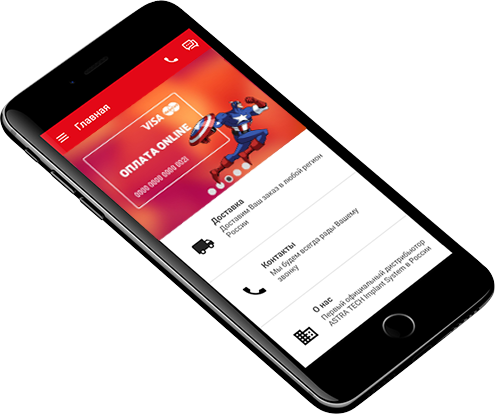 Главная
VISA
ОПЛАТА ONLINE
0000 0000 0000 0021
Доставка
Доставим Ваш заказ в любой регион
России
Контакты
Мы будем всегда рады Вашему
звонку
О нас
Первый официальный дистрибьютор
ASTRA TECH Implant System в России